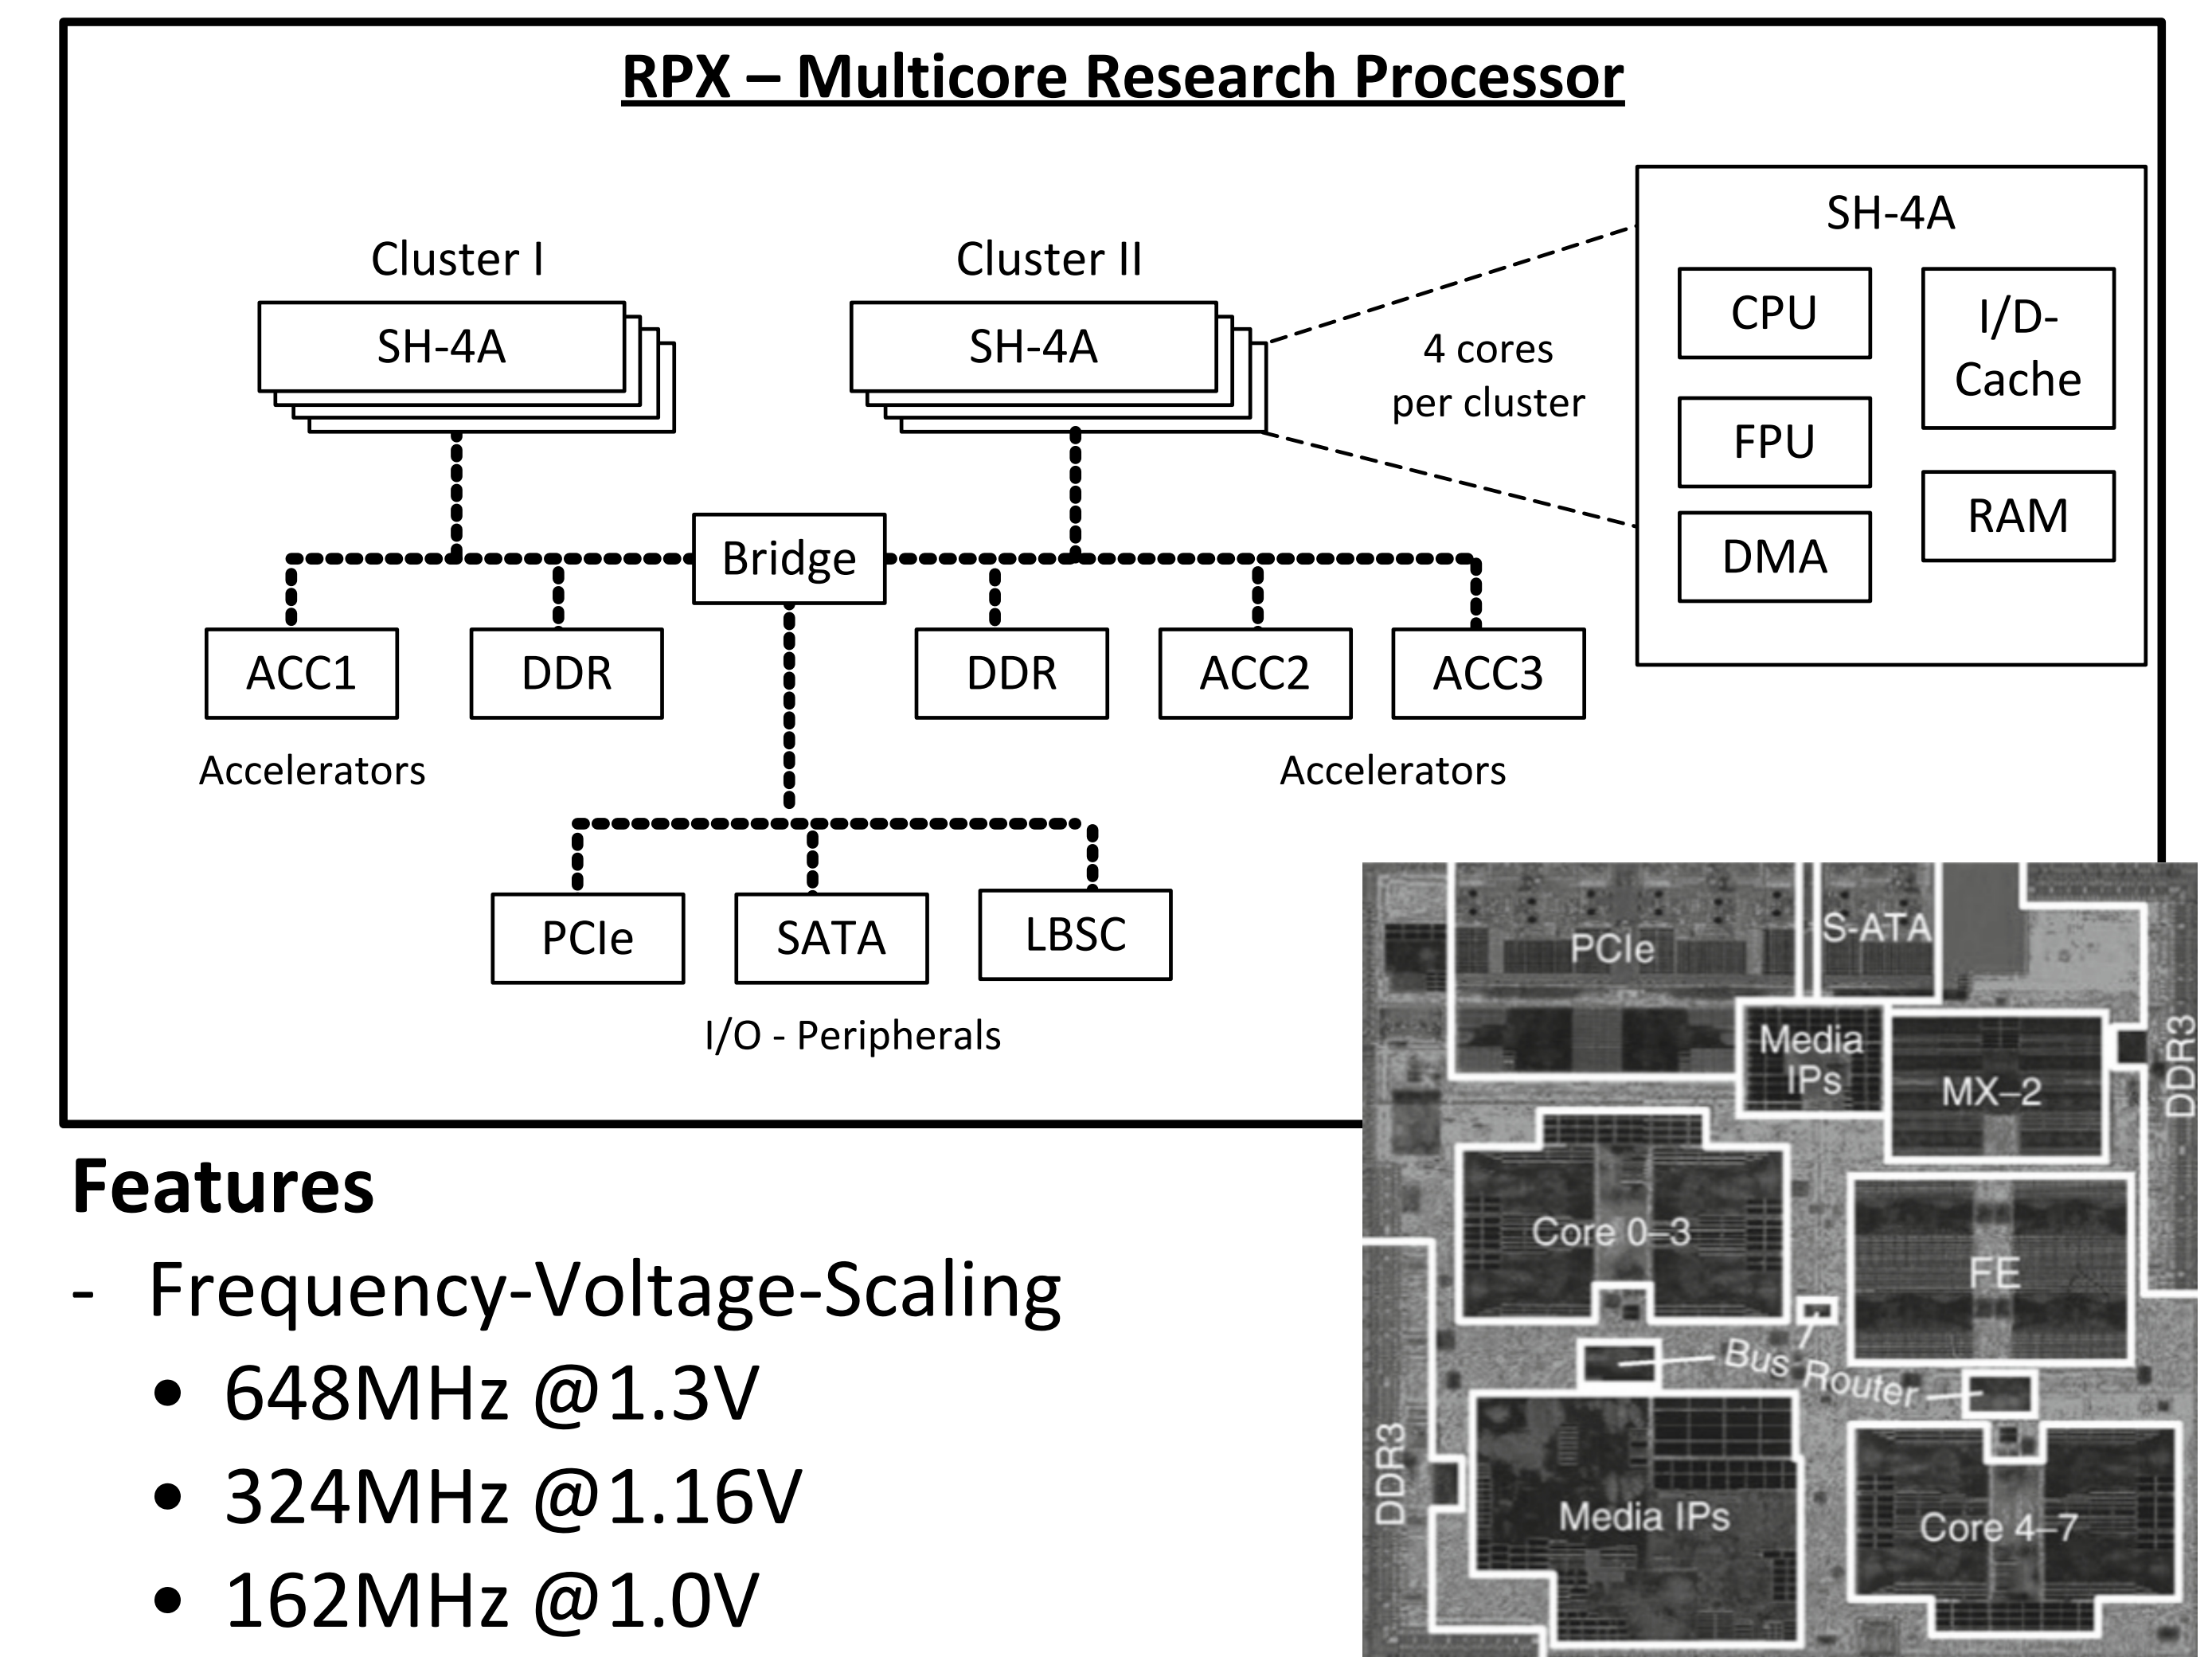 RPX – Multicore Research Processor
SH-4A
CPU
I/D-
Cache
FPU
RAM
DMA
Cluster I
Cluster II
SH-4A
SH-4A
4 cores
per cluster
Bridge
ACC1
DDR
DDR
ACC2
ACC3
Accelerators
Accelerators
PCIe
SATA
LBSC
I/O - Peripherals
Features
- Frequency-Voltage-Scaling
• 648MHz @1.3V
• 324MHz @1.16V
• 162MHz @1.0V
PCIe
S-ATA
Media
IPs
MX–2
DDR3
Core 0–3
FE
Bus Router
DDR3
Media IPs
Core 4–7